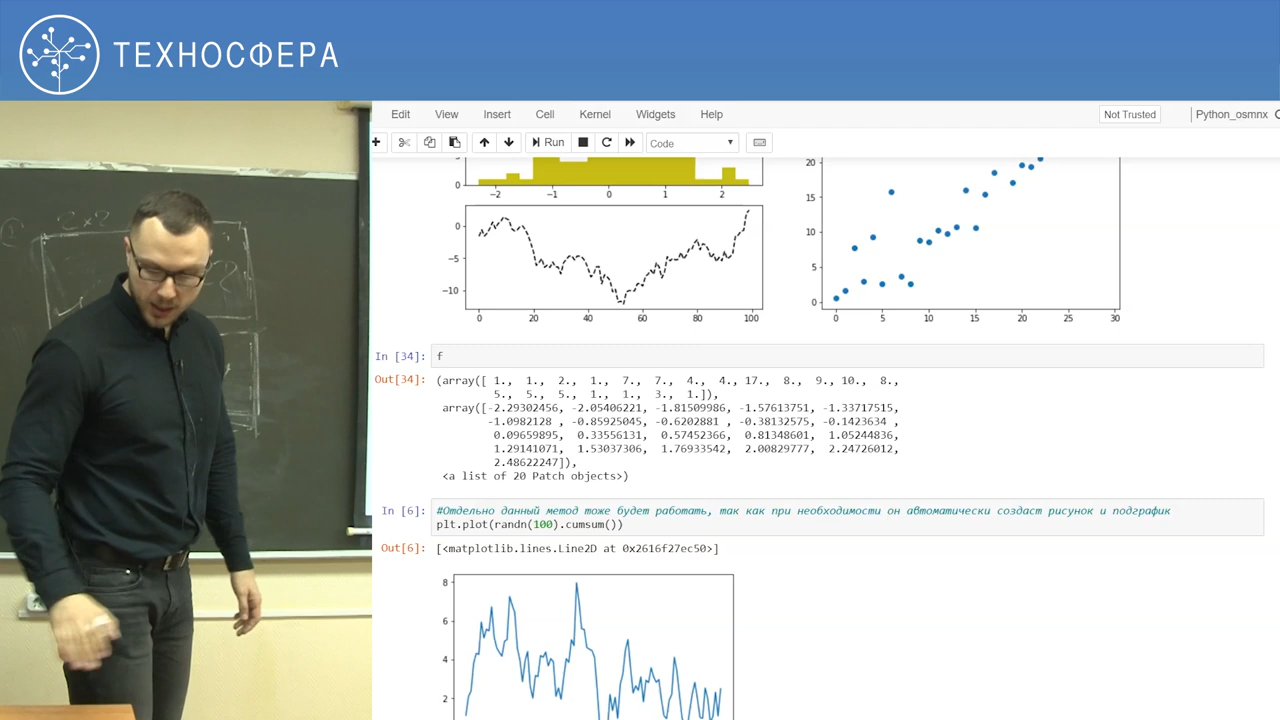 ТЕХНОСФЕРА
2x2
Edit View Insert Cell Kernel Widgets Help
Not Trusted
Python_osmnx
Run
Code
0
−2 −1 0 1 2
0
−5
−10
0 20 40 60 80 100
20
15
10
5
0
0 5 10 15 20 25 30
In [34]: f
Out[34]: (array([ 1., 1., 2., 1., 7., 7., 4., 4., 17., 8., 9., 10., 8.,
5., 5., 5., 1., 1., 3., 1.]),
array([-2.29302456, -2.05406221, -1.81509986, -1.57613751, -1.33717515,
-1.0982128 , -0.85925045, -0.6202881 , -0.38132575, -0.1423634 ,
0.09659895, 0.33556131, 0.57452366, 0.81348601, 1.05244836,
1.29141071, 1.53037306, 1.76933542, 2.00829777, 2.24726012,
2.48622247]),
<a list of 20 Patch objects>)
In [6]: #Отдельно данный метод тоже будет работать, так как при необходимости он автоматически создаст рисунок и подграфик
plt.plot(randn(100).cumsum())
Out[6]: [<matplotlib.lines.Line2D at 0x2616f27ec50>]
8
6
4
2